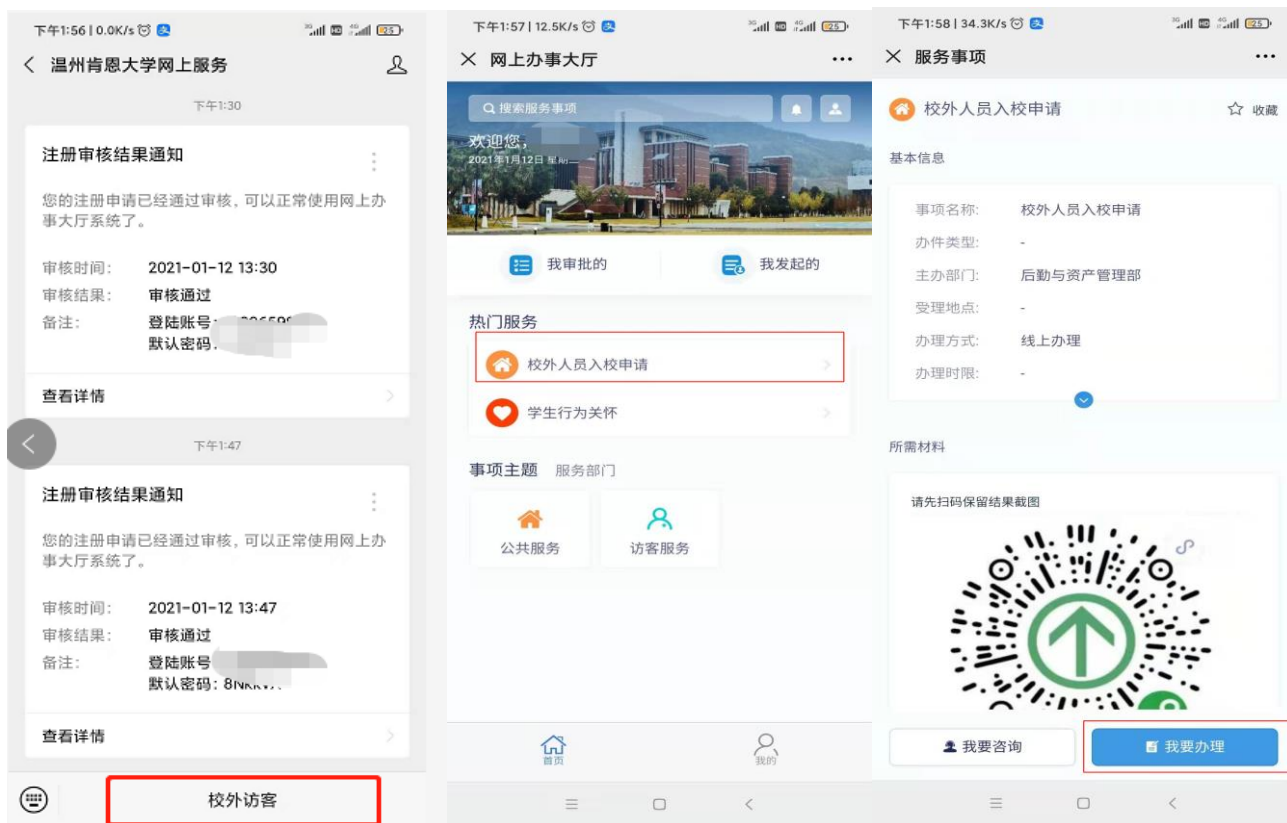 下午1:56 | 0.0K/s
3G HD 4G 25
温州肯恩大学网上服务
下午1:30
注册审核结果通知
您的注册申请已经通过审核，可以正常使用网上办
事大厅系统了。
审核时间： 2021-01-12 13:30
审核结果： 审核通过
备注： 登陆账号：
默认密码：
查看详情
下午1:47
注册审核结果通知
您的注册申请已经通过审核，可以正常使用网上办
事大厅系统了。
审核时间： 2021-01-12 13:47
审核结果： 审核通过
备注： 登陆账号
默认密码：
查看详情
校外访客
下午1:57 | 12.5K/s
3G HD 4G 25
网上办事大厅
搜索服务事项
欢迎您，
2021年1月12日
我审批的
我发起的
热门服务
校外人员入校申请
学生行为关怀
事项主题 服务部门
公共服务 访客服务
首页 我的
下午1:58 | 34.3K/s
3G HD 4G 25
服务事项
校外人员入校申请 收藏
基本信息
事项名称: 校外人员入校申请
办件类型: -
主办部门: 后勤与资产管理部
受理地点: -
办理方式: 线上办理
办理时限: -
所需材料
请先扫码保留结果截图
我要咨询 我要办理